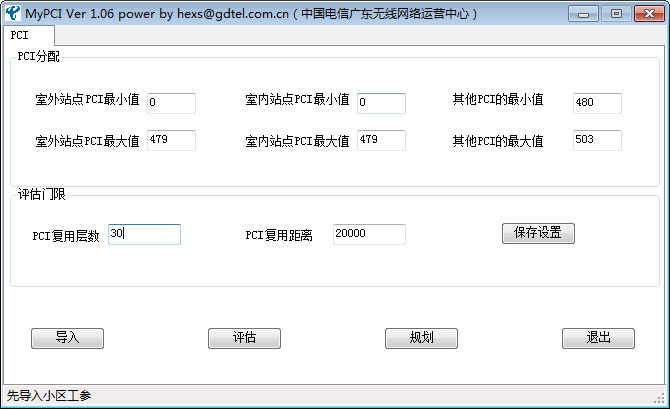 MyPCI Ver 1.06 power by hexs@gdtel.com.cn（中国电信广东无线网络运营中心）
PCI
PCI分配
室外站点PCI最小值 0 室内站点PCI最小值 0 其他PCI的最小值 480
室外站点PCI最大值 479 室内站点PCI最大值 479 其他PCI的最大值 503
评估门限
PCI复用层数 30 PCI复用距离 20000 保存设置
导入 评估 规划 退出
先导入小区工参